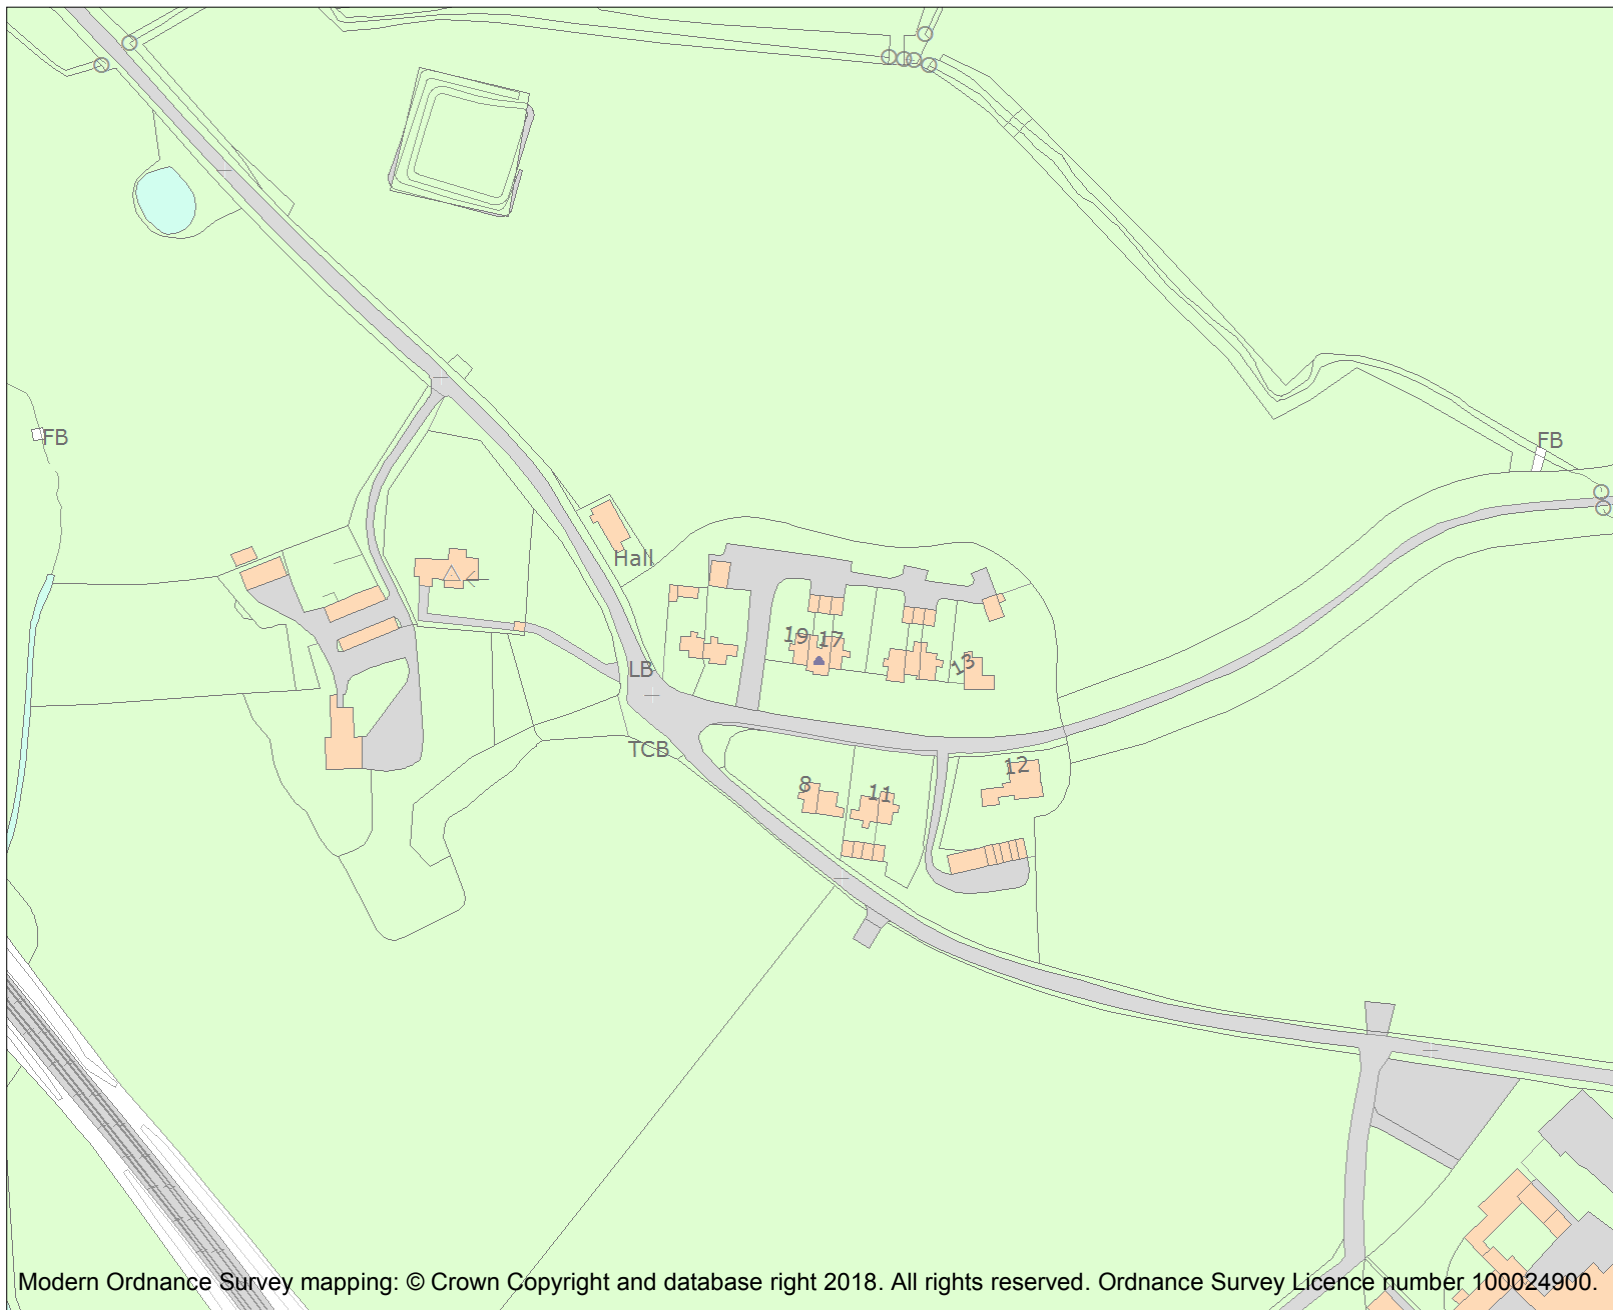 FB
FB
Hall
19
17
13
LB
TCB
12
8
11
Modern Ordnance Survey mapping: © Crown Copyright and database right 2018. All rights reserved. Ordnance Survey Licence number 100024900.